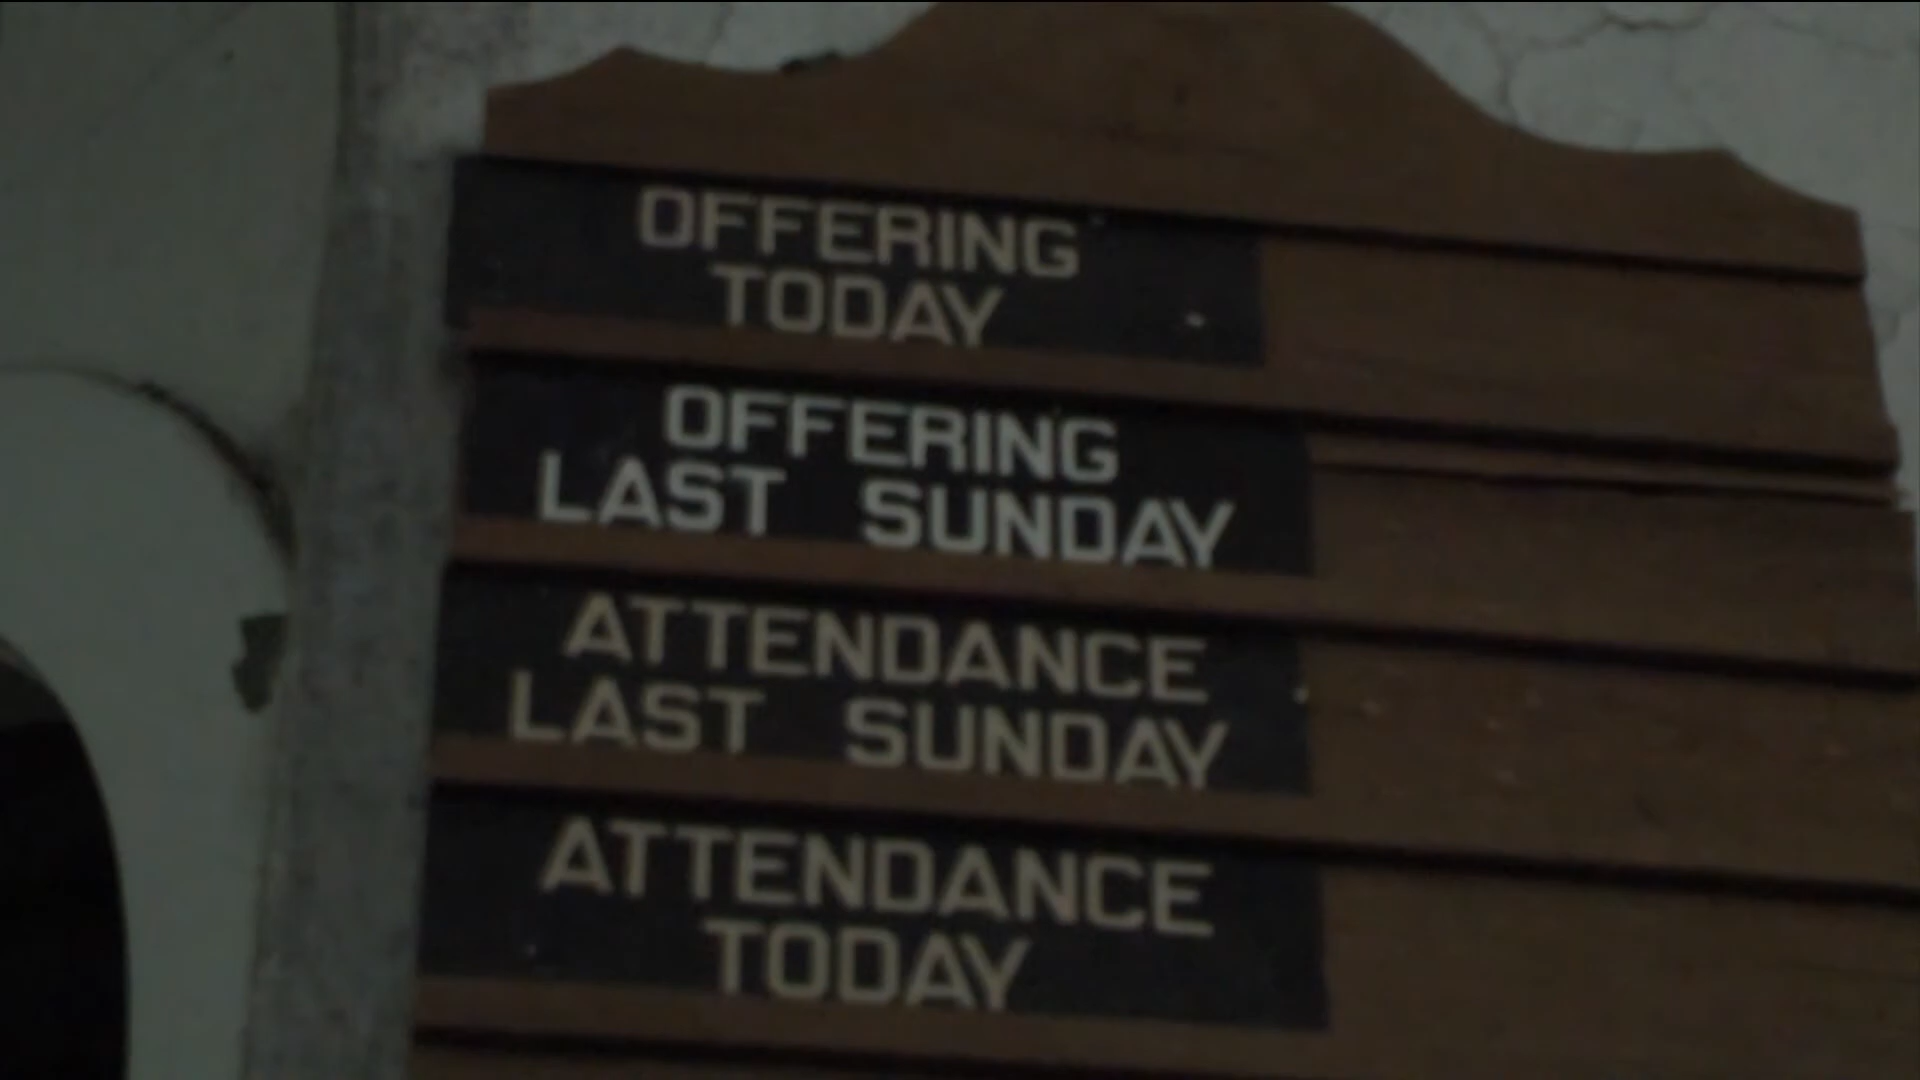 OFFERING
TODAY
OFFERING
LAST SUNDAY
ATTENDANCE
LAST SUNDAY
ATTENDANCE
TODAY